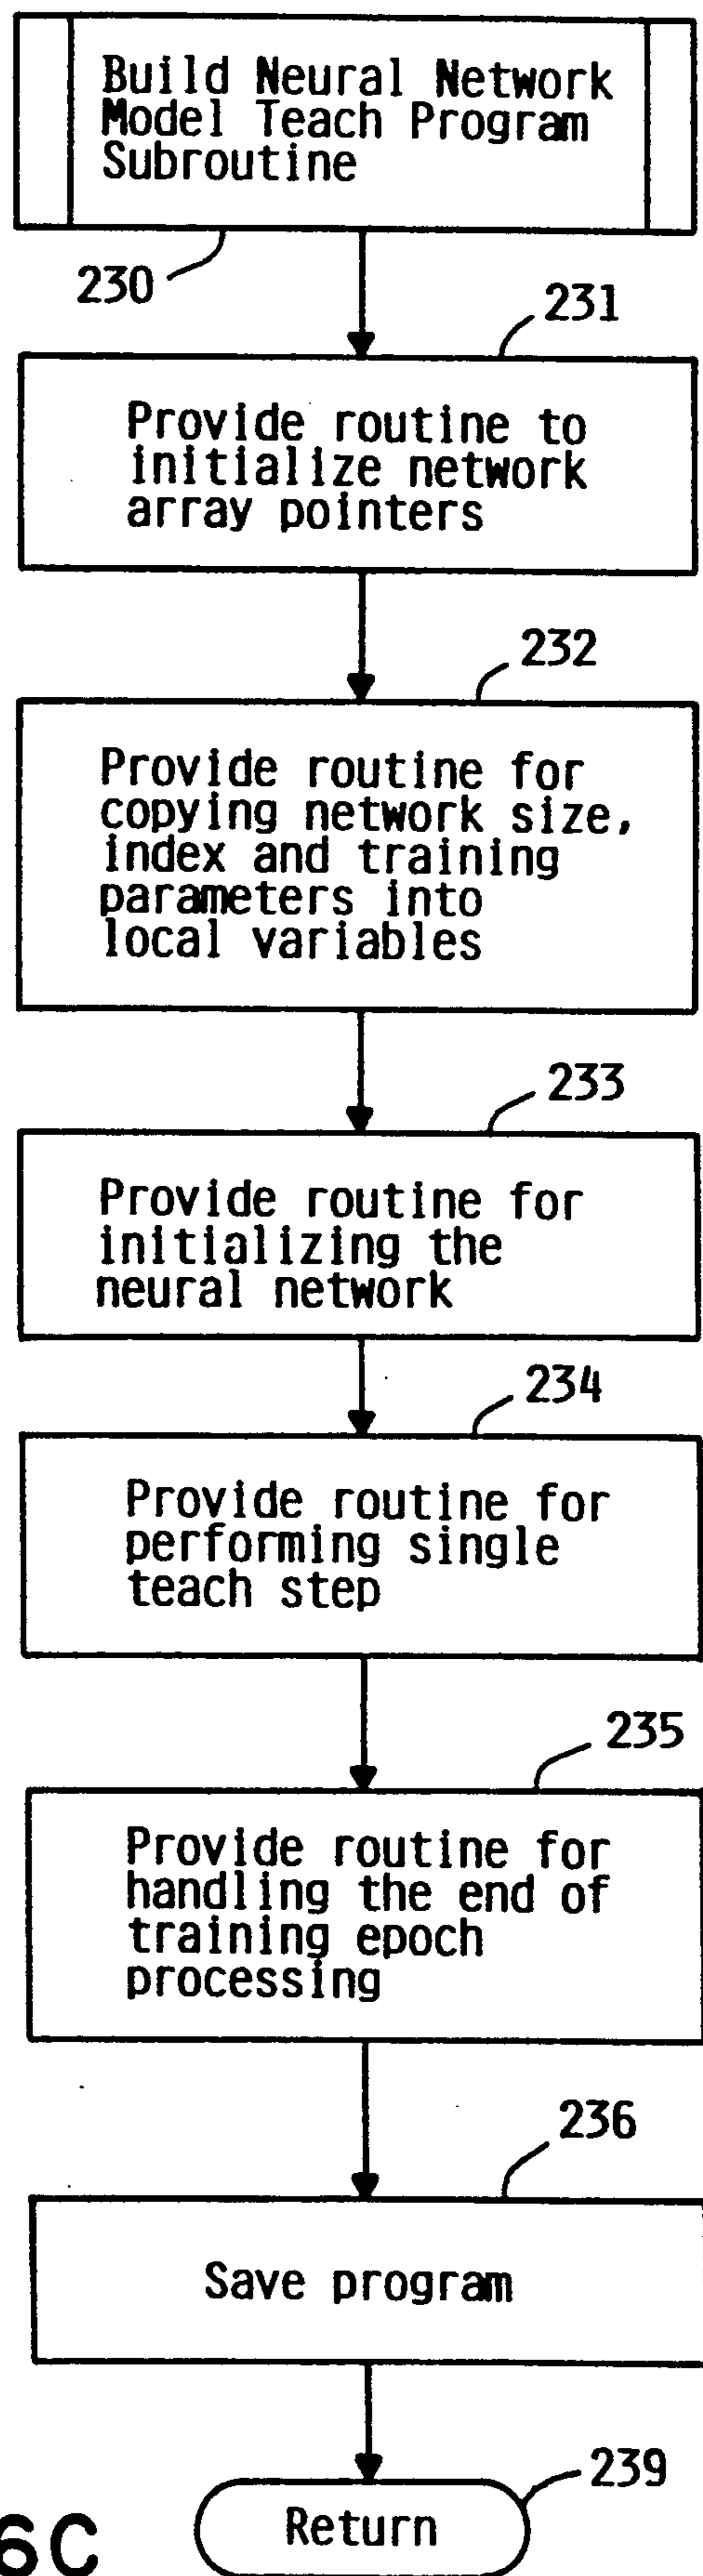 Build Neural Network
Model Teach Program
Subroutine
230
231
Provide routine to
initialize network
array pointers
232
Provide routine for
copying network size,
index and training
parameters into
local variables
233
Provide routine for
initializing the
neural network
234
Provide routine for
performing single
teach step
235
Provide routine for
handling the end of
training epoch
processing
236
Save program
239
Return
6C